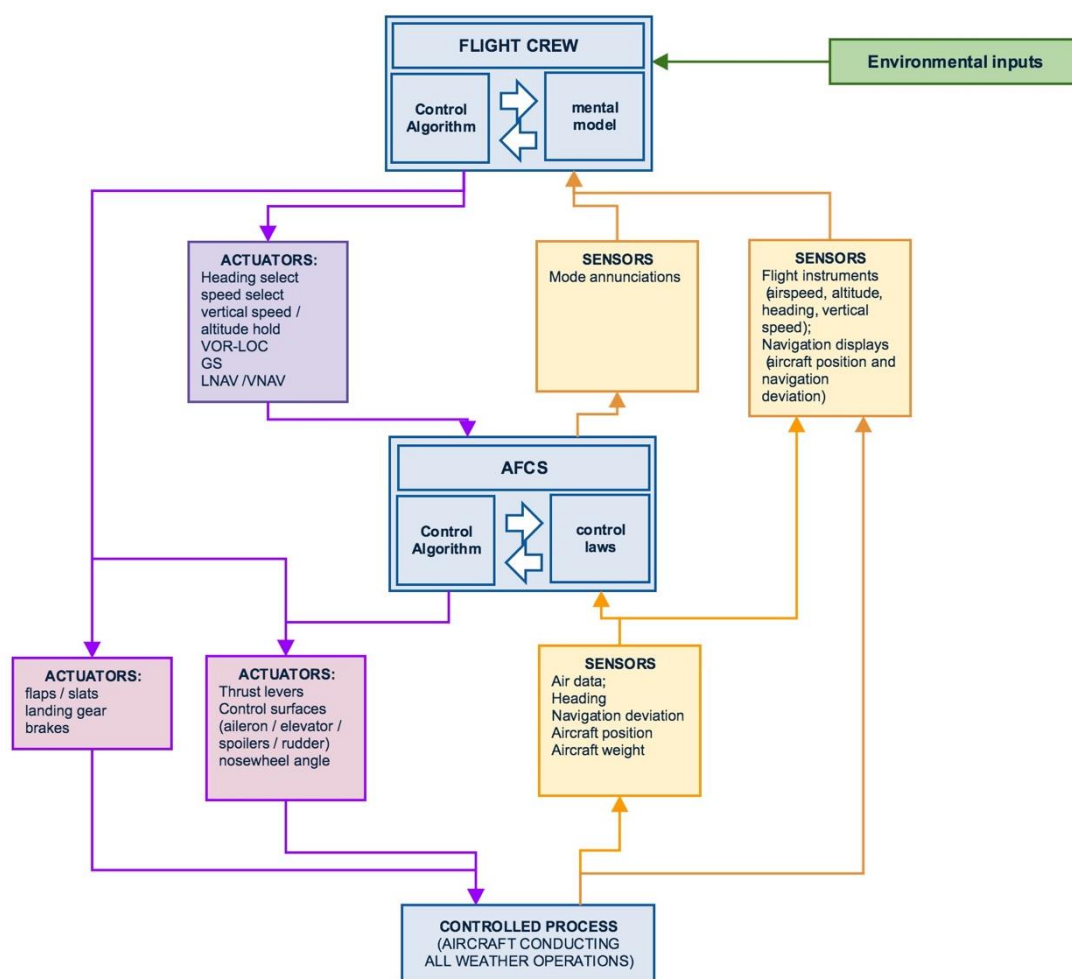 FLIGHT CREW
Environmental inputs
Control
Algorithm
mental
model
ACTUATORS:
Heading select
speed select
vertical speed /
altitude hold
VOR-LOC
GS
LNAV /VNAV
SENSORS
Mode annunciations
SENSORS
Flight instruments
(airspeed, altitude,
heading, vertical
speed);
Navigation displays
(aircraft position and
navigation
deviation)
AFCS
Control
Algorithm
control
laws
ACTUATORS:
flaps / slats
landing gear
brakes
ACTUATORS:
Thrust levers
Control surfaces
(aileron / elevator /
spoilers / rudder)
nosewheel angle
SENSORS
Air data;
Heading
Navigation deviation
Aircraft position
Aircraft weight
CONTROLLED PROCESS
(AIRCRAFT CONDUCTING
ALL WEATHER OPERATIONS)